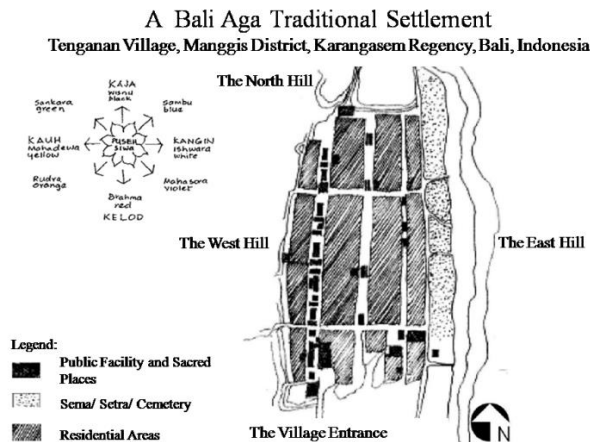 A Bali Aga Traditional Settlement
Tenganan Village, Manggis District, Karangasem Regency, Bali, Indonesia
The North Hill
KAJA
wisnu
black
Sankara
green
Sambu
blue
KAUH
Mahadewa
yellow
PUSEH
SIWA
KANGIN
Ishwara
white
Rudra
orange
Mahasora
violet
Brahma
red
KELOD
The West Hill
The East Hill
Legend:
Public Facility and Sacred
Places
Sema/ Setra/ Cemetery
Residential Areas
The Village Entrance
N